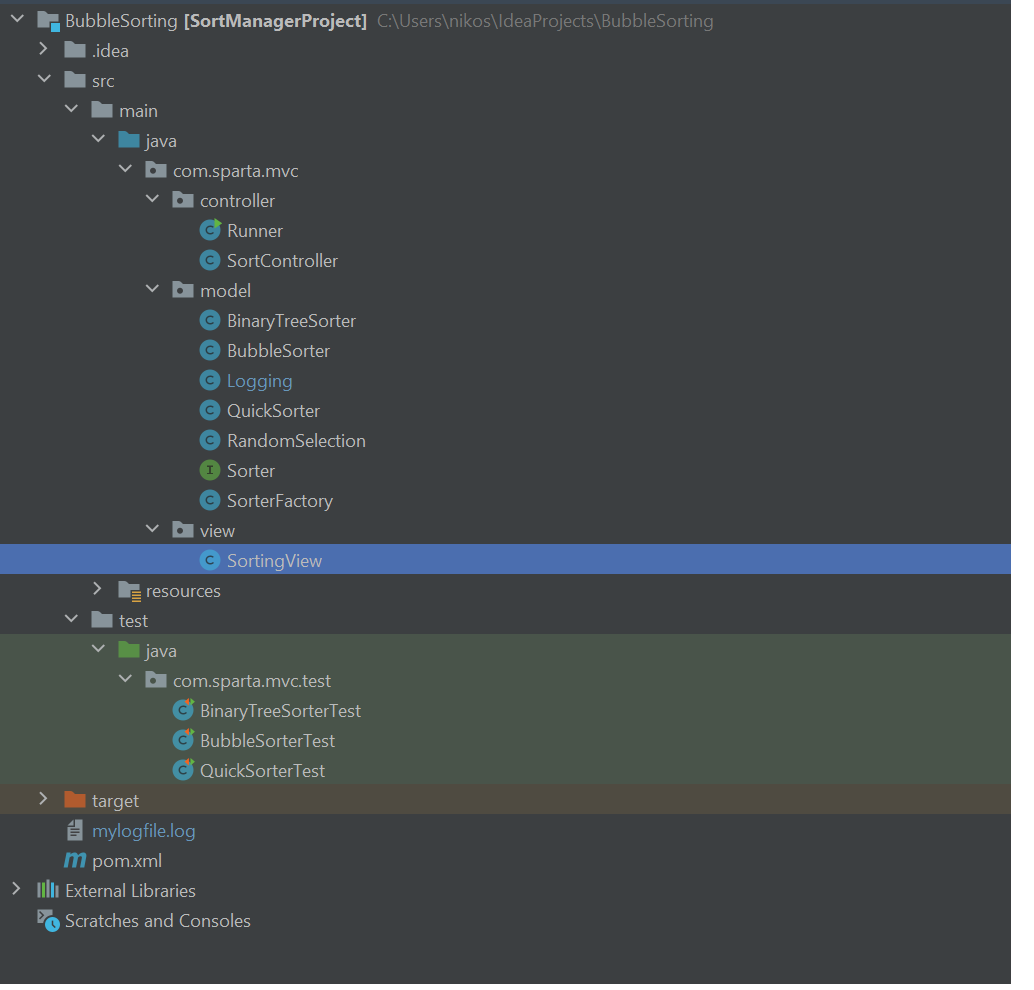 BubbleSorting [SortManagerProject] C:\Users\nikos\IdeaProjects\BubbleSorting
.idea
src
main
java
com.sparta.mvc
controller
C Runner
C SortController
model
C BinaryTreeSorter
C BubbleSorter
C Logging
C QuickSorter
C RandomSelection
I Sorter
C SorterFactory
view
C SortingView
resources
test
java
com.sparta.mvc.test
C BinaryTreeSorterTest
C BubbleSorterTest
C QuickSorterTest
target
mylogfile.log
m pom.xml
External Libraries
Scratches and Consoles